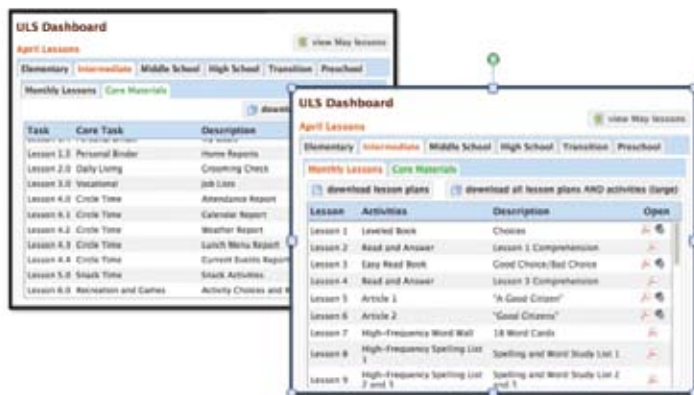 ULS Dashboard
April Lessons
view May lessons
Elementary Intermediate Middle School High School Transition Preschool
Monthly Lessons Core Materials
Task Core Task Description
Lesson 1.3 Personal Binder Home Reports
Lesson 2.0 Daily Living Grooming Check
Lesson 3.0 Vocational Job Lists
Lesson 4.0 Circle Time Attendance Report
Lesson 4.1 Circle Time Calendar Report
Lesson 4.2 Circle Time Weather Report
Lesson 4.3 Circle Time Lunch Menu Report
Lesson 4.4 Circle Time Current Events Report
Lesson 5.0 Snack Time Snack Activities
Lesson 6.0 Recreation and Games Activity Choices and
ULS Dashboard
April Lessons
view May lessons
Elementary Intermediate Middle School High School Transition Preschool
Monthly Lessons Core Materials
download lesson plans download all lesson plans AND activities (large)
Lesson Activities Description Open
Lesson 1 Leveled Book Choices
Lesson 2 Read and Answer Lesson 1 Comprehension
Lesson 3 Easy Read Book Good Choice/Bad Choice
Lesson 4 Read and Answer Lesson 3 Comprehension
Lesson 5 Article 1 "A Good Citizen"
Lesson 6 Article 2 "Good Citizens"
Lesson 7 High-Frequency Word Wall 18 Word Cards
Lesson 8 High-Frequency Spelling List 1 Spelling and Word Study List 1
Lesson 9 High-Frequency Spelling List 2 and 3 Spelling and Word Study List 2 and 3